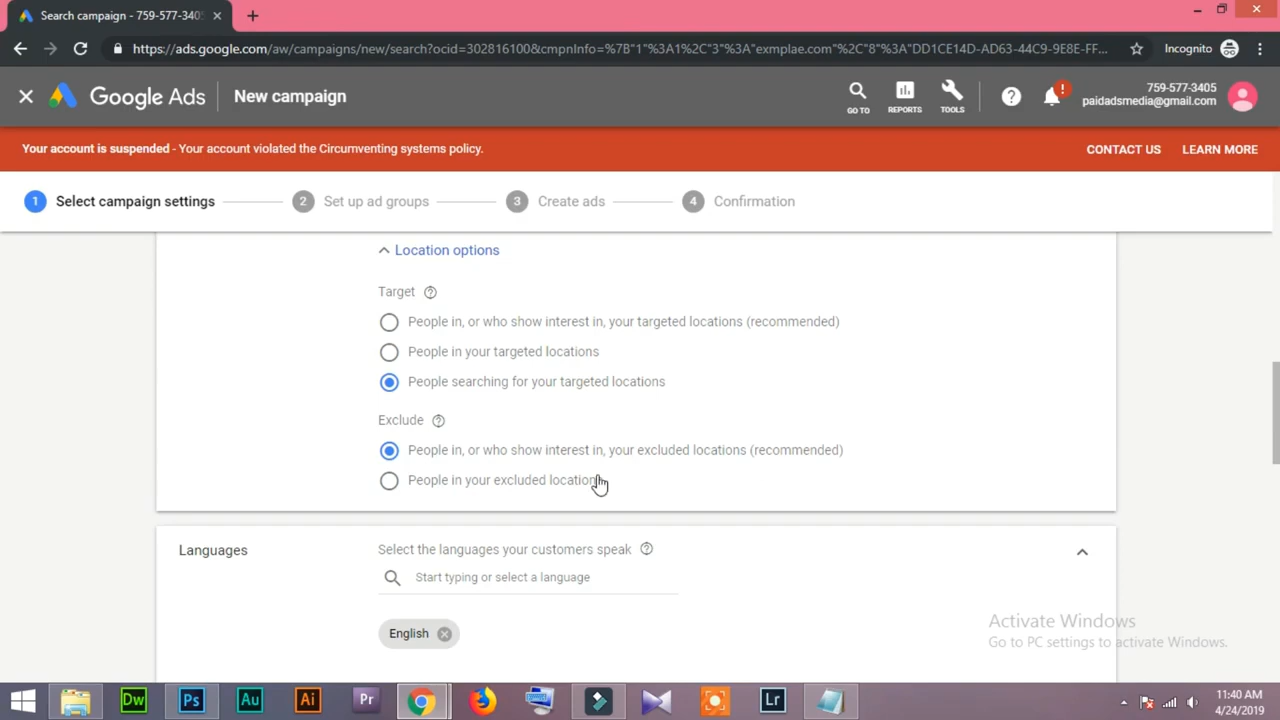 Search campaign - 759-577-3405
https://ads.google.com/aw/campaigns/new/search?ocid=302816100&cmpnInfo=%7B"1"%3A1%2C"3"%3A"exmplae.com"%2C"8"%3A"DD1CE14D-AD63-44C9-9E8E-FF...
Incognito
Google Ads
New campaign
GO TO
REPORTS
TOOLS
759-577-3405
paidadsmedia@gmail.com
Your account is suspended - Your account violated the Circumventing systems policy.
CONTACT US
LEARN MORE
1 Select campaign settings
2 Set up ad groups
3 Create ads
4 Confirmation
Location options
Target
People in, or who show interest in, your targeted locations (recommended)
People in your targeted locations
People searching for your targeted locations
Exclude
People in, or who show interest in, your excluded locations (recommended)
People in your excluded locations
Languages
Select the languages your customers speak
Start typing or select a language
English
Activate Windows
Go to PC settings to activate Windows.
Dw
Ps
Au
Ai
Pr
Lr
11:40 AM
4/24/2019